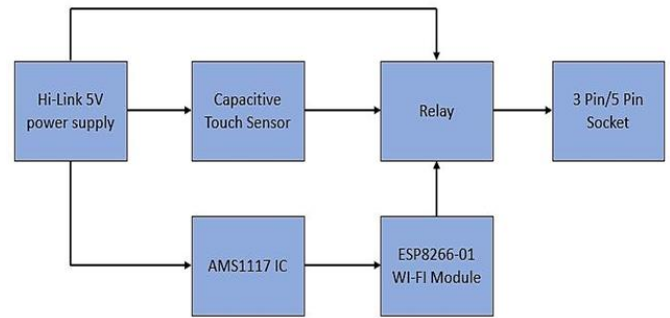 Hi-Link 5V
power supply
Capacitive
Touch Sensor
Relay
3 Pin/5 Pin
Socket
AMS1117 IC
ESP8266-01
WI-FI Module